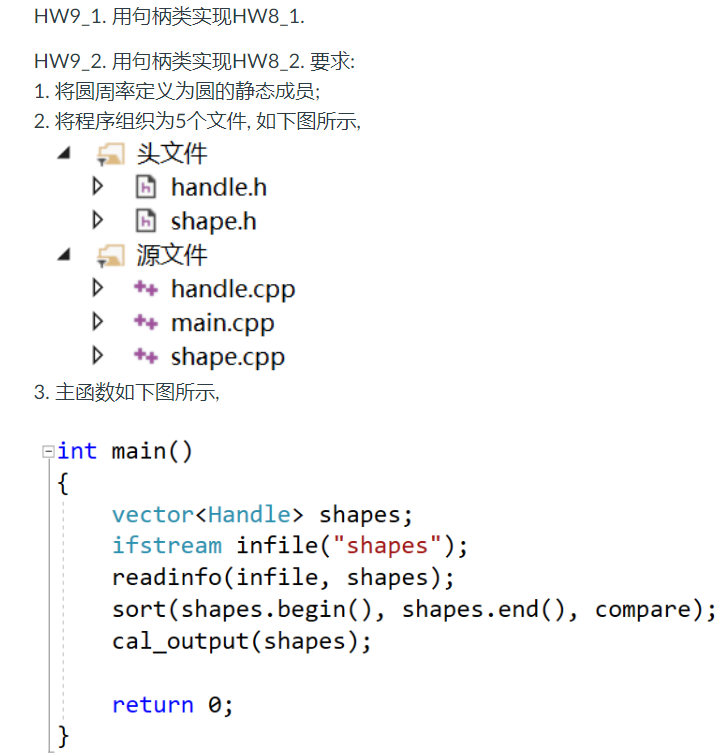 HW9_1. 用句柄类实现HW8_1.
HW9_2. 用句柄类实现HW8_2. 要求:
1. 将圆周率定义为圆的静态成员;
2. 将程序组织为5个文件, 如下图所示,
头文件
handle.h
shape.h
源文件
handle.cpp
main.cpp
shape.cpp
3. 主函数如下图所示,
int main()
{
vector<Handle> shapes;
ifstream infile("shapes");
readinfo(infile, shapes);
sort(shapes.begin(), shapes.end(), compare);
cal_output(shapes);
return 0;
}